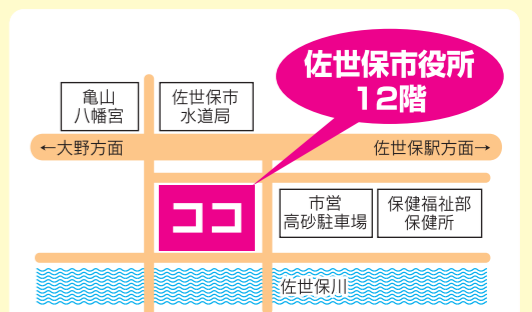 佐世保市役所
12階
亀山
八幡宮
佐世保市
水道局
←大野方面
佐世保駅方面→
ココ
市営
高砂駐車場
保健福祉部
保健所
佐世保川